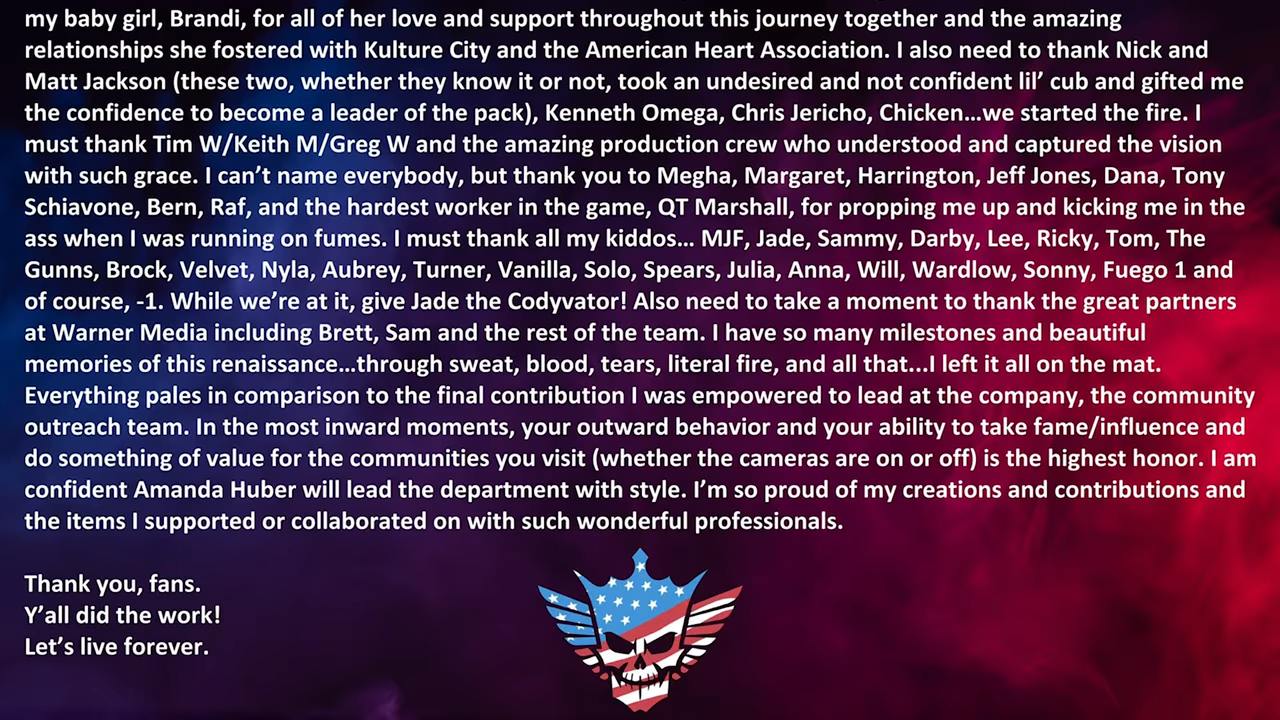 my baby girl, Brandi, for all of her love and support throughout this journey together and the amazing
relationships she fostered with Kulture City and the American Heart Association. I also need to thank Nick and
Matt Jackson (these two, whether they know it or not, took an undesired and not confident lil’ cub and gifted me
the confidence to become a leader of the pack), Kenneth Omega, Chris Jericho, Chicken...we started the fire. I
must thank Tim W/Keith M/Greg W and the amazing production crew who understood and captured the vision
with such grace. I can’t name everybody, but thank you to Megha, Margaret, Harrington, Jeff Jones, Dana, Tony
Schiavone, Bern, Raf, and the hardest worker in the game, QT Marshall, for propping me up and kicking me in the
ass when I was running on fumes. I must thank all my kiddos... MJF, Jade, Sammy, Darby, Lee, Ricky, Tom, The
Gunns, Brock, Velvet, Nyla, Aubrey, Turner, Vanilla, Solo, Spears, Julia, Anna, Will, Wardlow, Sonny, Fuego 1 and
of course, -1. While we’re at it, give Jade the Codyvator! Also need to take a moment to thank the great partners
at Warner Media including Brett, Sam and the rest of the team. I have so many milestones and beautiful
memories of this renaissance...through sweat, blood, tears, literal fire, and all that...I left it all on the mat.
Everything pales in comparison to the final contribution I was empowered to lead at the company, the community
outreach team. In the most inward moments, your outward behavior and your ability to take fame/influence and
do something of value for the communities you visit (whether the cameras are on or off) is the highest honor. I am
confident Amanda Huber will lead the department with style. I’m so proud of my creations and contributions and
the items I supported or collaborated on with such wonderful professionals.
Thank you, fans.
Y’all did the work!
Let’s live forever.